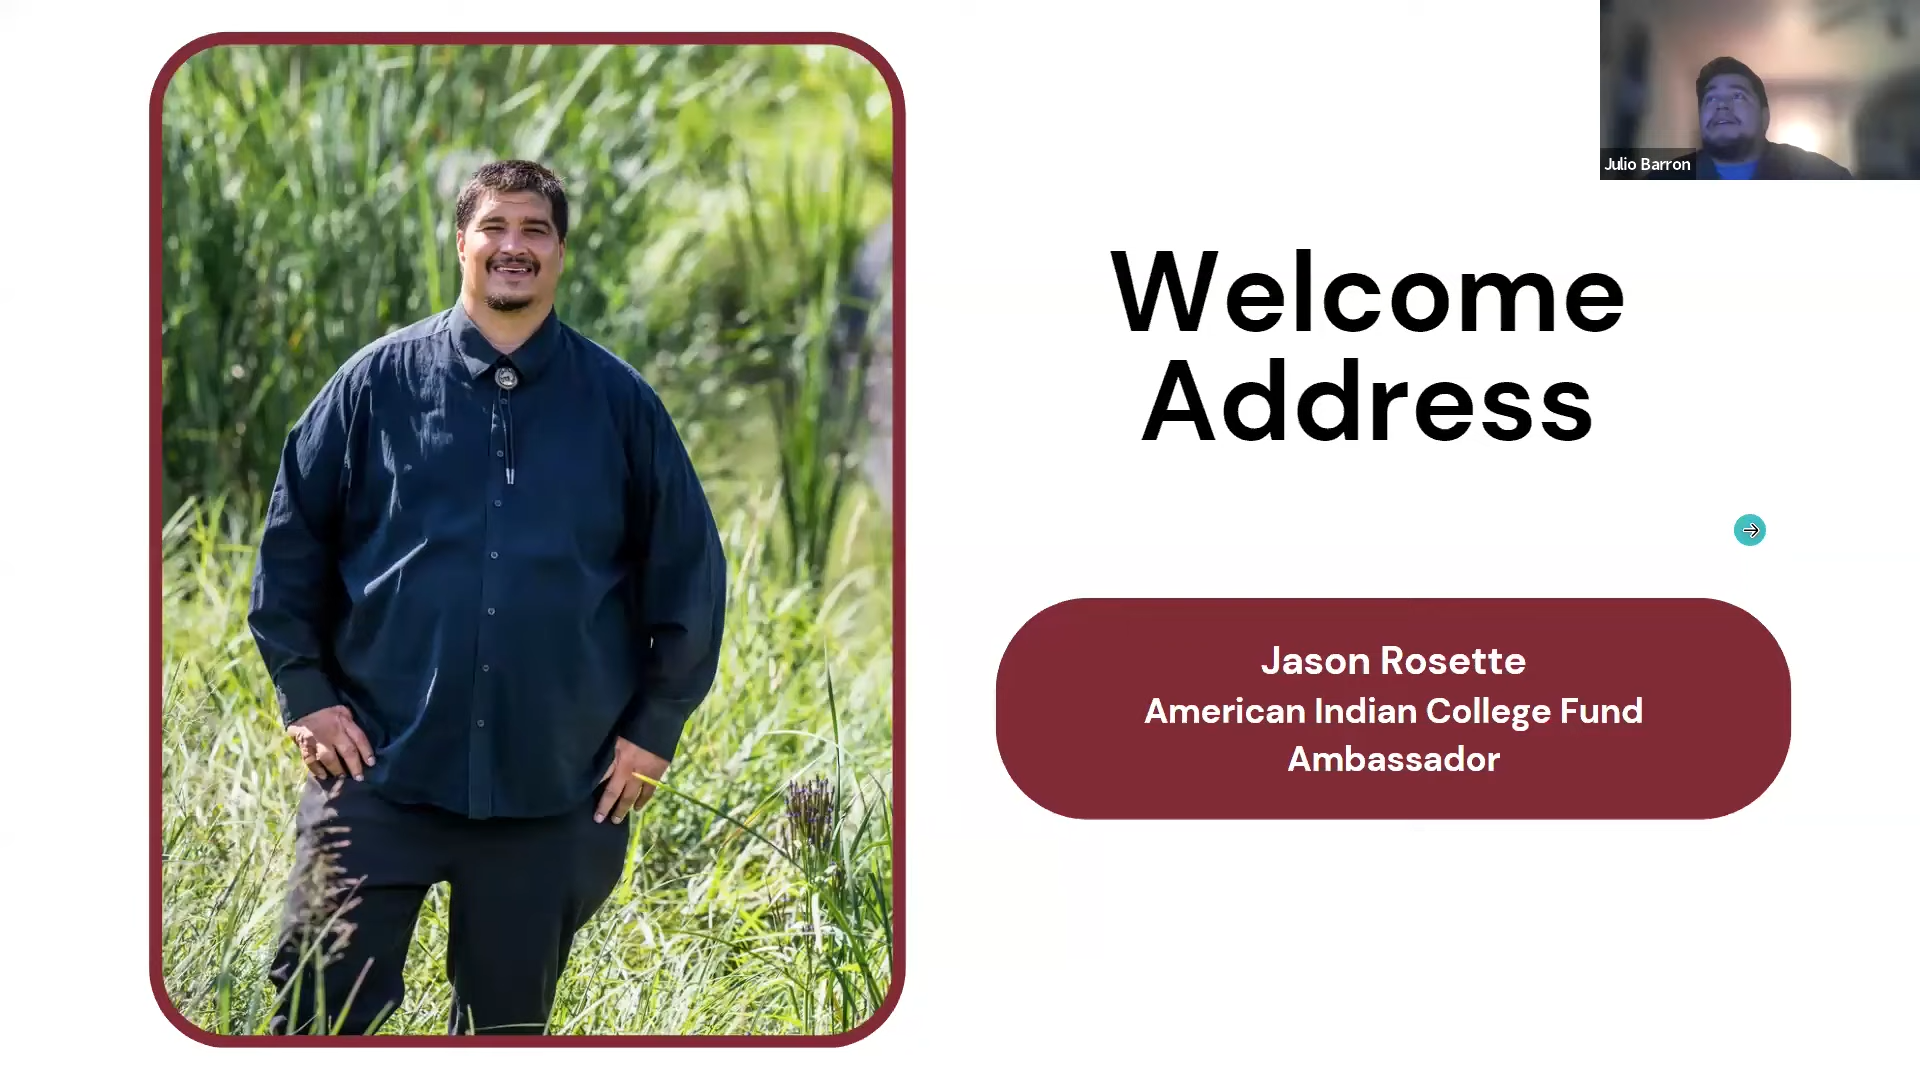 Julio Barron
Welcome
Address
Jason Rosette
American Indian College Fund
Ambassador